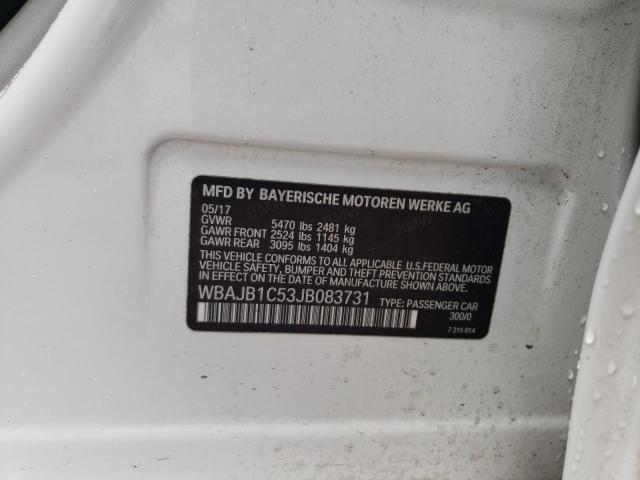 MFD BY BAYERISCHE MOTOREN WERKE AG
05/17
GVWR 5470 lbs 2481 kg
GAWR FRONT 2524 lbs 1145 kg
GAWR REAR 3095 lbs 1404 kg
THIS VEHICLE CONFORMS TO ALL APPLICABLE U.S.FEDERAL MOTOR
VEHICLE SAFETY, BUMPER AND THEFT PREVENTION STANDARDS
IN EFFECT ON THE DATE OF MANUFACTURE SHOWN ABOVE.
WBAJB1C53JB083731 TYPE: PASSENGER CAR
300/0
7 315 814